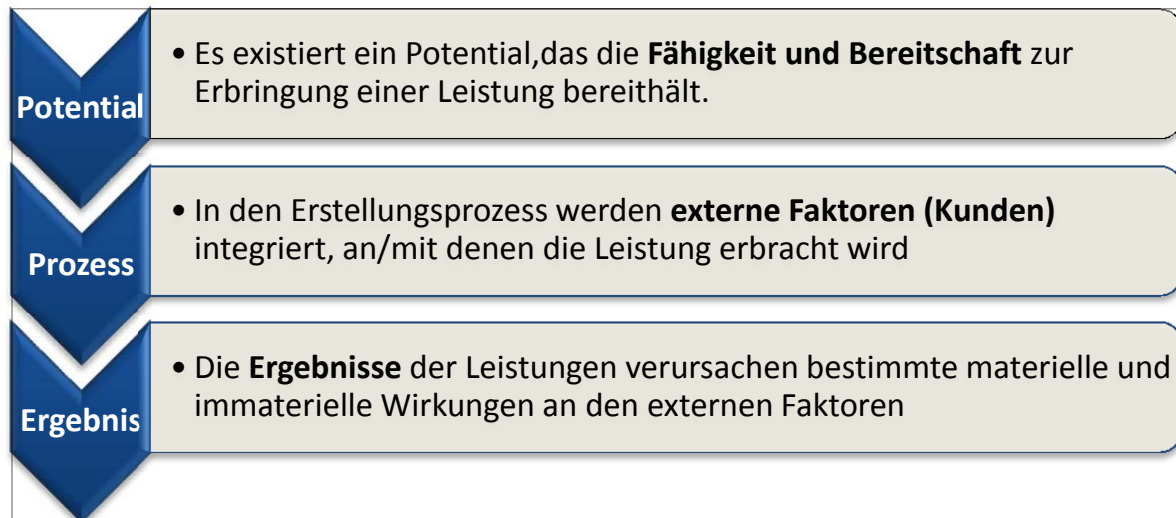 Potential
• Es existiert ein Potential,das die Fähigkeit und Bereitschaft zur
Erbringung einer Leistung bereithält.
Prozess
• In den Erstellungsprozess werden externe Faktoren (Kunden)
integriert, an/mit denen die Leistung erbracht wird
Ergebnis
• Die Ergebnisse der Leistungen verursachen bestimmte materielle und
immaterielle Wirkungen an den externen Faktoren